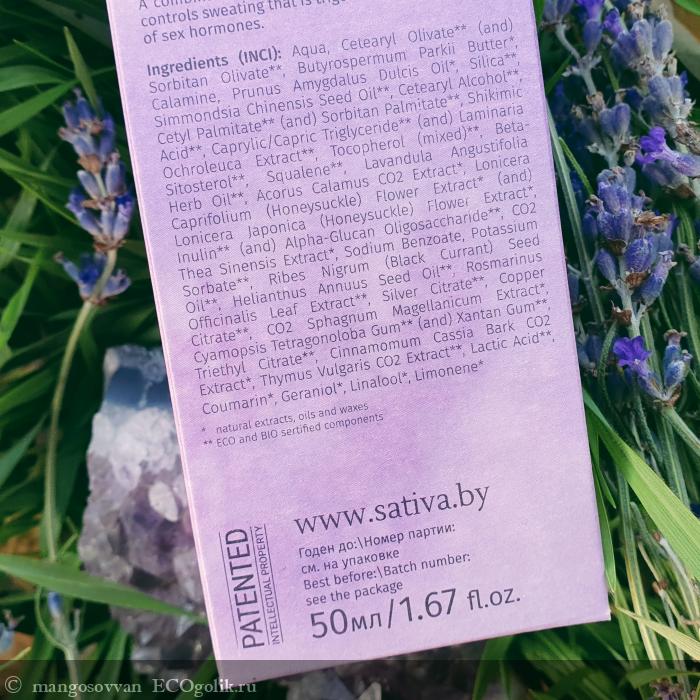 controls sweating that is
of sex hormones.
Ingredients (INCI): Aqua, Cetearyl Olivate** (and)
Sorbitan Olivate**, Butyrospermum Parkii Butter*,
Calamine, Prunus Amygdalus Dulcis Oil*, Silica**,
Simmondsia Chinensis Seed Oil**, Cetearyl Alcohol**,
Cetyl Palmitate** (and) Sorbitan Palmitate**, Shikimic
Acid**, Caprylic/Capric Triglyceride** (and) Laminaria
Ochroleuca Extract**, Tocopherol (mixed)**, Beta-
Sitosterol**, Squalene**, Lavandula Angustifolia
Herb Oil**, Acorus Calamus CO2 Extract*, Lonicera
Caprifolium (Honeysuckle) Flower Extract* (and)
Lonicera Japonica (Honeysuckle) Flower Extract*,
Inulin** (and) Alpha-Glucan Oligosaccharide**, CO2
Thea Sinensis Extract*, Sodium Benzoate, Potassium
Sorbate**, Ribes Nigrum (Black Currant) Seed
Oil**, Helianthus Annuus Seed Oil**, Rosmarinus
Officinalis Leaf Extract**, Silver Citrate**, Copper
Citrate**, CO2 Sphagnum Magellanicum Extract*,
Cyamopsis Tetragonoloba Gum** (and) Xantan Gum**,
Triethyl Citrate**, Cinnamomum Cassia Bark CO2
Extract*, Thymus Vulgaris CO2 Extract**, Lactic Acid**,
Coumarin*, Geraniol*, Linalool*, Limonene*
* natural extracts, oils and waxes
** ECO and BIO sertified components
www.sativa.by
PATENTED
INTELLECTUAL PROPERTY
Годен до:\Номер партии:
см. на упаковке
Best before:\Batch number:
see the package
50мл/1.67 fl.oz.
© mangosovvan ECOgolik.ru